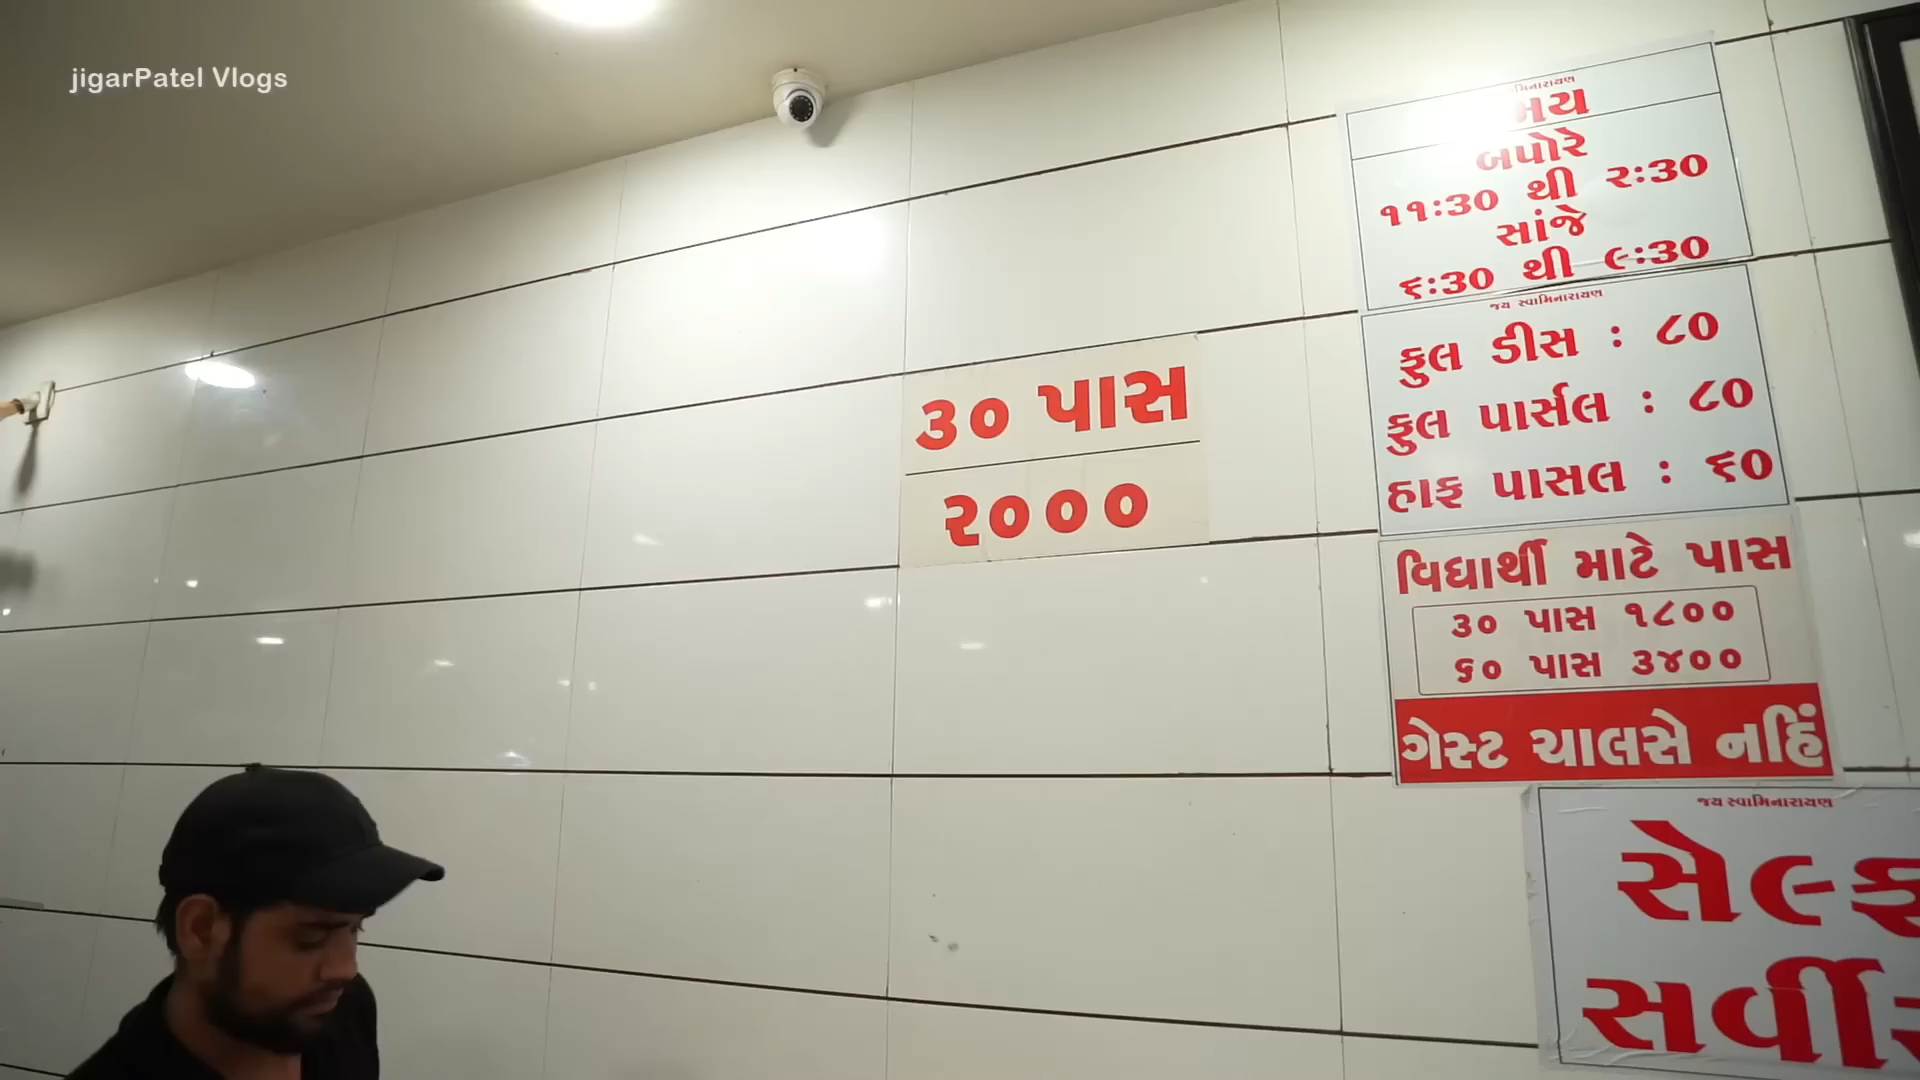 jigarPatel Vlogs
૩૦ પાસ
૨૦૦૦
બપોરે
૧૧:૩૦ થી ૨:૩૦
સાંજે
૬:૩૦ થી ૯:૩૦
જય સ્વામિનારાયણ
ફુલ ડીસ : ૮૦
ફુલ પાર્સલ : ૮૦
હાફ પાસલ : ૬૦
વિધાર્થી માટે પાસ
૩૦ પાસ ૧૮૦૦
૬૦ પાસ ૩૪૦૦
ગેસ્ટ ચાલસે નહિં
જય સ્વામિનારાયણ